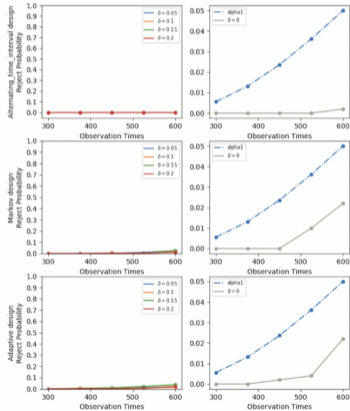 Alternating_time_interval design
Reject Probability
1.0
0.9
0.8
0.7
0.6
0.5
0.4
0.3
0.2
0.1
0.0
δ = 0.05
δ = 0.1
δ = 0.15
δ = 0.2
300 400 500 600
Observation Times
0.05
0.04
0.03
0.02
0.01
0.00
alpha1
δ = 0
300 400 500 600
Observation Times
Markov design
Reject Probability
1.0
0.9
0.8
0.7
0.6
0.5
0.4
0.3
0.2
0.1
0.0
δ = 0.05
δ = 0.1
δ = 0.15
δ = 0.2
300 400 500 600
Observation Times
0.05
0.04
0.03
0.02
0.01
0.00
alpha1
δ = 0
300 400 500 600
Observation Times
Adaptive design
Reject Probability
1.0
0.9
0.8
0.7
0.6
0.5
0.4
0.3
0.2
0.1
0.0
δ = 0.05
δ = 0.1
δ = 0.15
δ = 0.2
300 400 500 600
Observation Times
0.05
0.04
0.03
0.02
0.01
0.00
alpha1
δ = 0
300 400 500 600
Observation Times